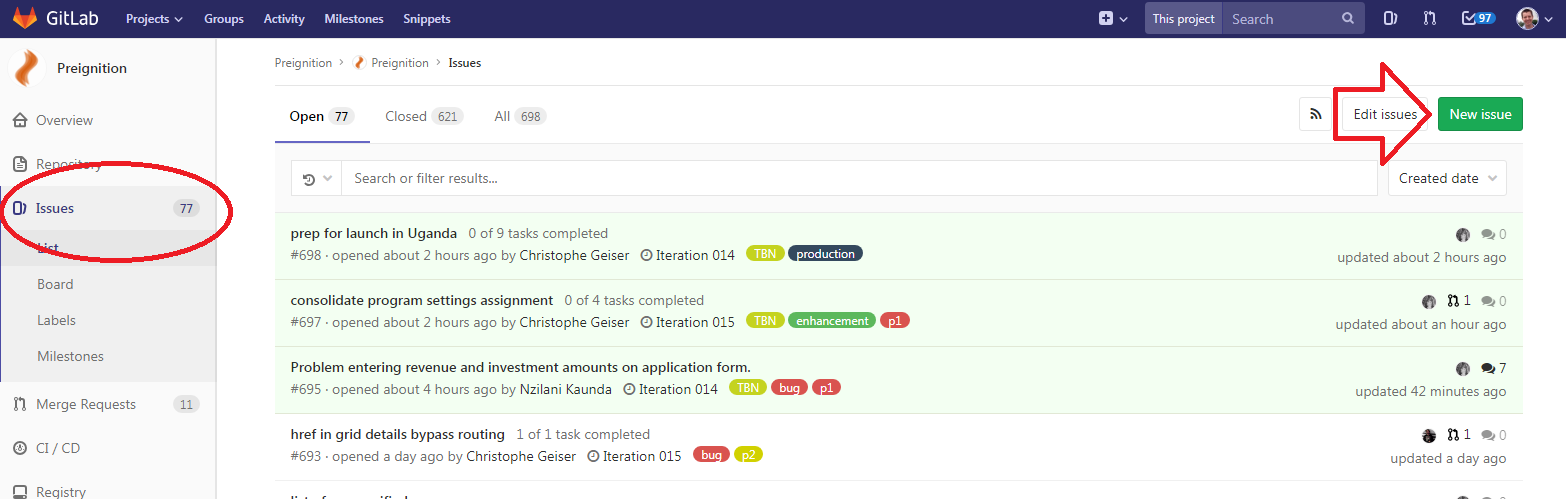 GitLab Projects Groups Activity Milestones Snippets This project Search 97
Preignition
Overview
Repository
Issues 77
List
Board
Labels
Milestones
Merge Requests 11
CI / CD
Registry
Preignition › Preignition › Issues
Open 77 Closed 621 All 698 Edit issues New issue
Search or filter results... Created date
prep for launch in Uganda 0 of 9 tasks completed 0
#698 · opened about 2 hours ago by Christophe Geiser Iteration 014 TBN production updated about 2 hours ago
consolidate program settings assignment 0 of 4 tasks completed 1 0
#697 · opened about 2 hours ago by Christophe Geiser Iteration 015 TBN enhancement p1 updated about an hour ago
Problem entering revenue and investment amounts on application form. 7
#695 · opened about 4 hours ago by Nzilani Kaunda Iteration 014 TBN bug p1 updated 42 minutes ago
href in grid details bypass routing 1 of 1 task completed 1 0
#693 · opened a day ago by Christophe Geiser Iteration 015 bug p2 updated a day ago